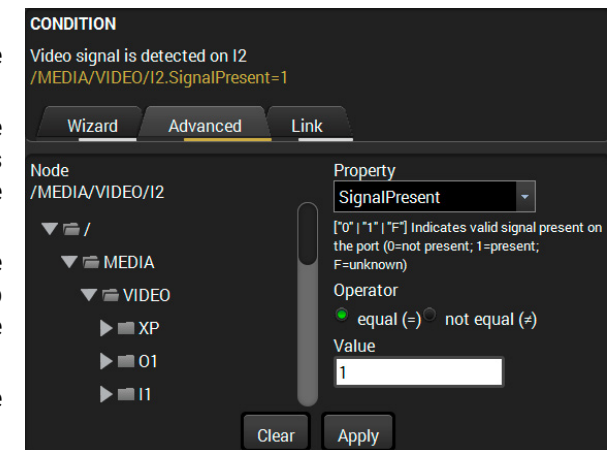 CONDITION
Video signal is detected on I2
/MEDIA/VIDEO/I2.SignalPresent=1
Wizard Advanced Link
Node
/MEDIA/VIDEO/I2
/
MEDIA
VIDEO
XP
O1
I1
Property
SignalPresent
["0" | "1" | "F"] Indicates valid signal present on
the port (0=not present; 1=present;
F=unknown)
Operator
equal (=) not equal (≠)
Value
1
Clear Apply